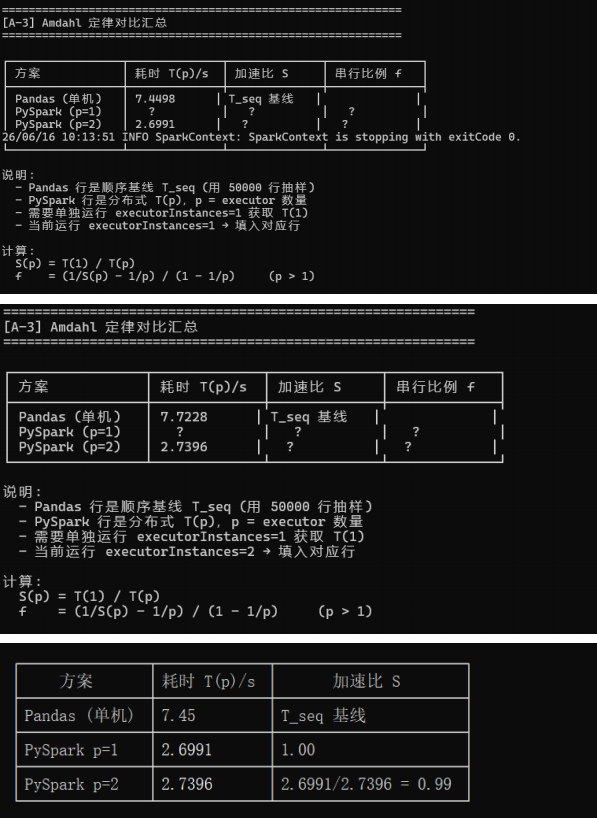 ============================================================
[A-3] Amdahl 定律对比汇总
============================================================
方案 耗时 T(p)/s 加速比 S 串行比例 f
Pandas (单机) 7.4498 T_seq 基线
PySpark (p=1) ? ? ?
PySpark (p=2) 2.6991 ? ?
26/06/16 10:13:51 INFO SparkContext: SparkContext is stopping with exitCode 0.
说明:
- Pandas 行是顺序基线 T_seq (用 50000 行抽样)
- PySpark 行是分布式 T(p), p = executor 数量
- 需要单独运行 executorInstances=1 获取 T(1)
- 当前运行 executorInstances=1 → 填入对应行
计算:
S(p) = T(1) / T(p)
f = (1/S(p) - 1/p) / (1 - 1/p) (p > 1)
============================================================
[A-3] Amdahl 定律对比汇总
============================================================
方案 耗时 T(p)/s 加速比 S 串行比例 f
Pandas (单机) 7.7228 T_seq 基线
PySpark (p=1) ? ? ?
PySpark (p=2) 2.7396 ? ?
说明:
- Pandas 行是顺序基线 T_seq (用 50000 行抽样)
- PySpark 行是分布式 T(p), p = executor 数量
- 需要单独运行 executorInstances=1 获取 T(1)
- 当前运行 executorInstances=2 → 填入对应行
计算:
S(p) = T(1) / T(p)
f = (1/S(p) - 1/p) / (1 - 1/p) (p > 1)
方案 耗时 T(p)/s 加速比 S
Pandas (单机) 7.45 T_seq 基线
PySpark p=1 2.6991 1.00
PySpark p=2 2.7396 2.6991/2.7396 = 0.99